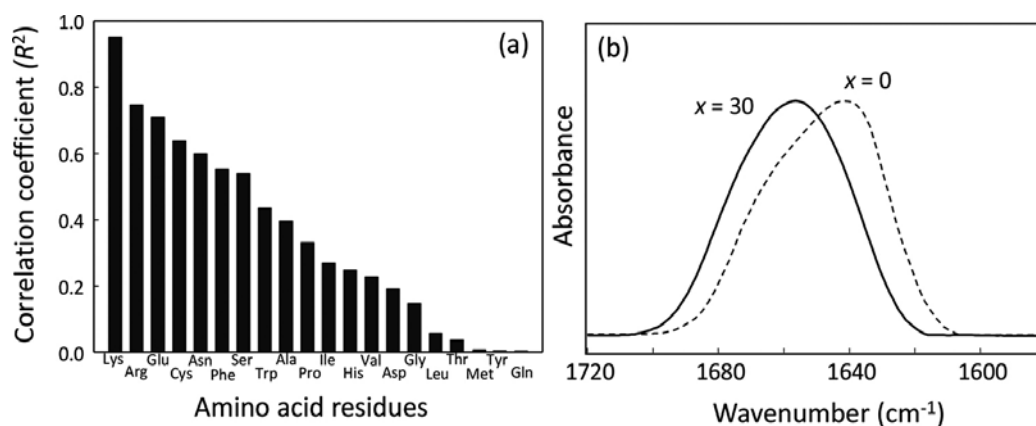 (a)
Correlation coefficient (R²)
1.0
0.8
0.6
0.4
0.2
0.0
Lys Glu Asn Ser Ala Ile Val Gly Thr Tyr
Arg Cys Phe Trp Pro His Asp Leu Met Gln
Amino acid residues
(b)
x = 30
x = 0
Absorbance
1720 1680 1640 1600
Wavenumber (cm⁻¹)